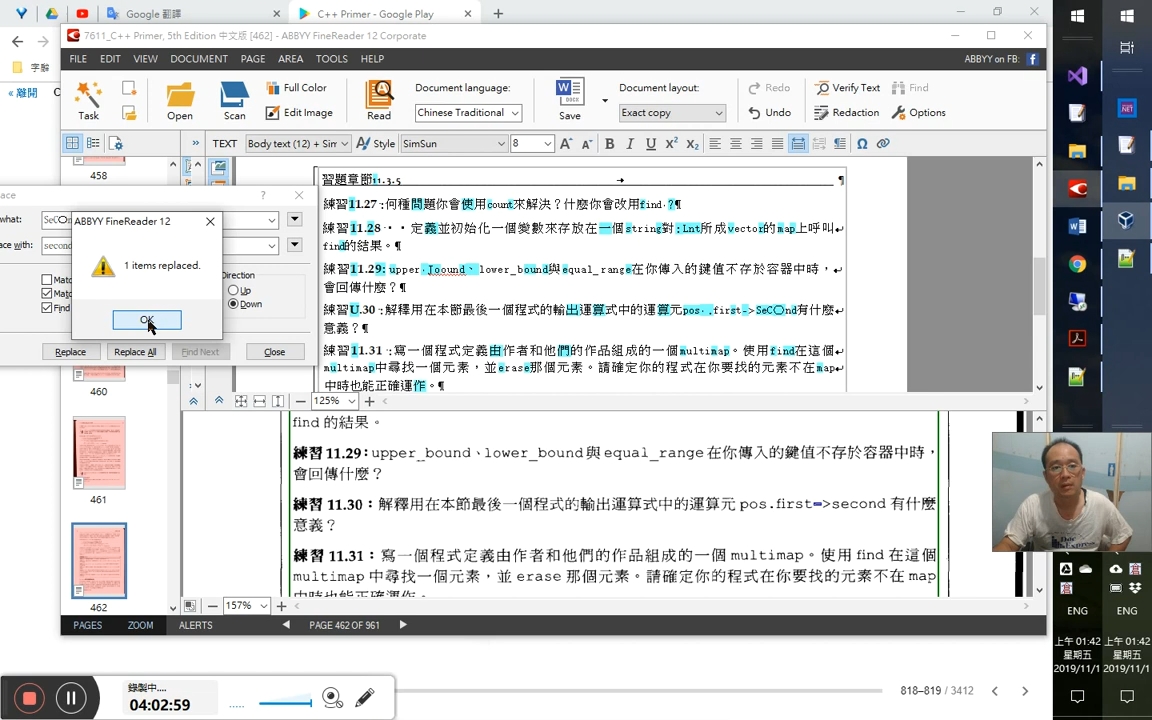 Google 翻譯
C++ Primer - Google Play
字齡
« 離開
7611_C++ Primer, 5th Edition 中文版 [462] - ABBYY FineReader 12 Corporate
FILE EDIT VIEW DOCUMENT PAGE AREA TOOLS HELP
ABBYY on FB:
Task
Open
Scan
Full Color
Edit Image
Read
Document language:
Chinese Traditional
Save
Document layout:
Exact copy
Redo
Undo
Verify Text
Find
Redaction
Options
TEXT
Body text (12) + Sir
Style
SimSun
8
458
習題章節11.3.5
練習11.27:何種問題你會使用count來解決？什麼你會改用find ?¶
練習11.28 · · 定義並初始化一個變數來存放在一個string對:Lnt所成vector的map上呼叫
find的結果。¶
練習11.29: upper_Joound、lower_bound與equal_range在你傳入的鍵值不存於容器中時，
會回傳什麼？¶
練習U.30 :解釋用在本節最後一個程式的輸出運算式中的運算元pos. .first->SeC〇nd有什麼
意義？¶
練習11.31 :寫一個程式定義由作者和他們的作品組成的一個multimap。使用find在這個
multimap中尋找一個元素，並erase那個元素。請確定你的程式在你要找的元素不在map
中時也能正確運作。¶
125%
ace
what:
SeC〇n
ace with:
second
Direction
Up
Down
Replace
Replace All
Find Next
Close
ABBYY FineReader 12
1 items replaced.
OK
460
461
462
find 的結果。
練習 11.29：upper_bound、lower_bound 與 equal_range 在你傳入的鍵值不存於容器中時，
會回傳什麼？
練習 11.30：解釋用在本節最後一個程式的輸出運算式中的運算元 pos.first=>second 有什麼
意義？
練習 11.31：寫一個程式定義由作者和他們的作品組成的一個 multimap。使用 find 在這個
multimap 中尋找一個元素，並 erase 那個元素。請確定你的程式在你要找的元素不在 map
中時也能正確運作。
157%
PAGES ZOOM ALERTS
PAGE 462 OF 961
錄製中....
04:02:59
818–819 / 3412
ENG
上午 01:42
星期五
2019/11/1
ENG
上午 01:42
星期五
2019/11/1